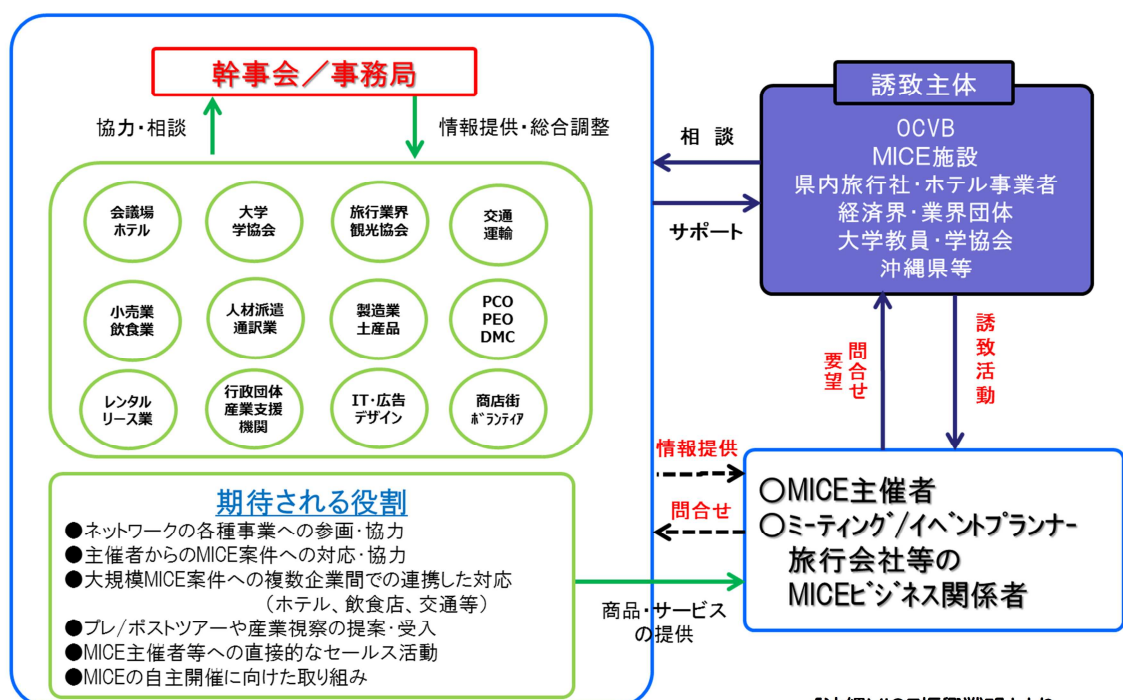 幹事会／事務局
協力・相談
情報提供・総合調整
会議場
ホテル
大学
学協会
旅行業界
観光協会
交通
運輸
小売業
飲食業
人材派遣
通訳業
製造業
土産品
PCO
PEO
DMC
レンタル
リース業
行政団体
産業支援
機関
IT・広告
デザイン
商店街
ﾎﾞﾗﾝﾃｨｱ
期待される役割
●ネットワークの各種事業への参画・協力
●主催者からのMICE案件への対応・協力
●大規模MICE案件への複数企業間での連携した対応
（ホテル、飲食店、交通等）
●プレ/ポストツアーや産業視察の提案・受入
●MICE主催者等への直接的なセールス活動
●MICEの自主開催に向けた取り組み
相　談
サポート
誘致主体
OCVB
MICE施設
県内旅行社・ホテル事業者
経済界・業界団体
大学教員・学協会
沖縄県等
問合せ
要望
誘致活動
情報提供
問合せ
商品・サービス
の提供
○MICE主催者
○ミーティング/イベントプランナー
旅行会社等の
MICEビジネス関係者